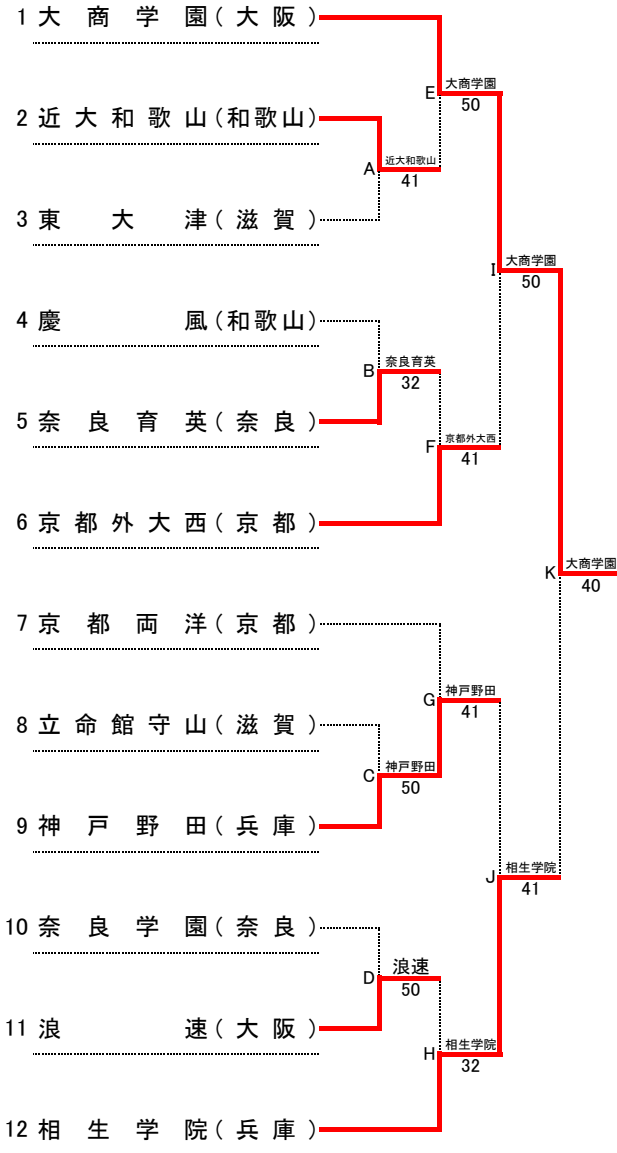 1 大商学園(大阪)
大商学園
E
50
2 近大和歌山(和歌山)
近大和歌山
A
41
3 東大津(滋賀)
大商学園
I
50
4 慶風(和歌山)
奈良育英
B
32
5 奈良育英(奈良)
京都外大西
F
41
6 京都外大西(京都)
大商学園
K
40
7 京都両洋(京都)
神戸野田
G
41
8 立命館守山(滋賀)
神戸野田
C
50
9 神戸野田(兵庫)
相生学院
J
41
10 奈良学園(奈良)
浪速
D
50
11 浪速(大阪)
相生学院
H
32
12 相生学院(兵庫)